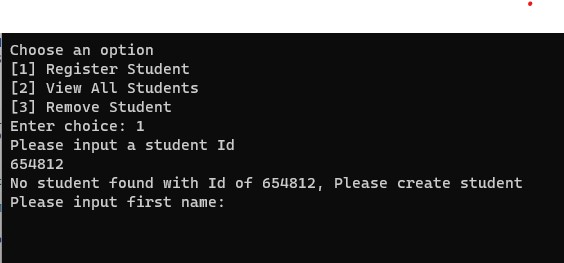 Choose an option
[1] Register Student
[2] View All Students
[3] Remove Student
Enter choice: 1
Please input a student Id
654812
No student found with Id of 654812, Please create student
Please input first name: